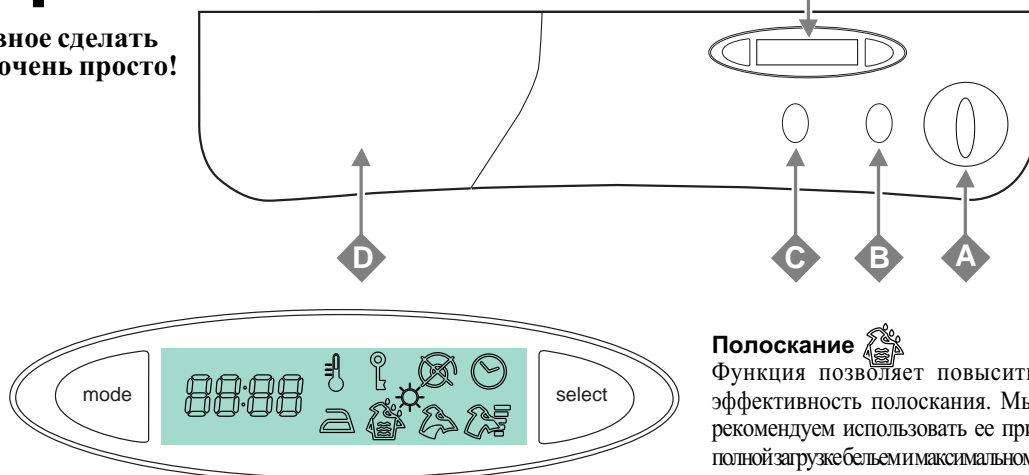 вное сделать
очень просто!
D
C
B
A
mode
88:88
select
Полоскание
Функция позволяет повысить
эффективность полоскания. Мы
рекомендуем использовать ее при
полной загрузке бельем и максимальном